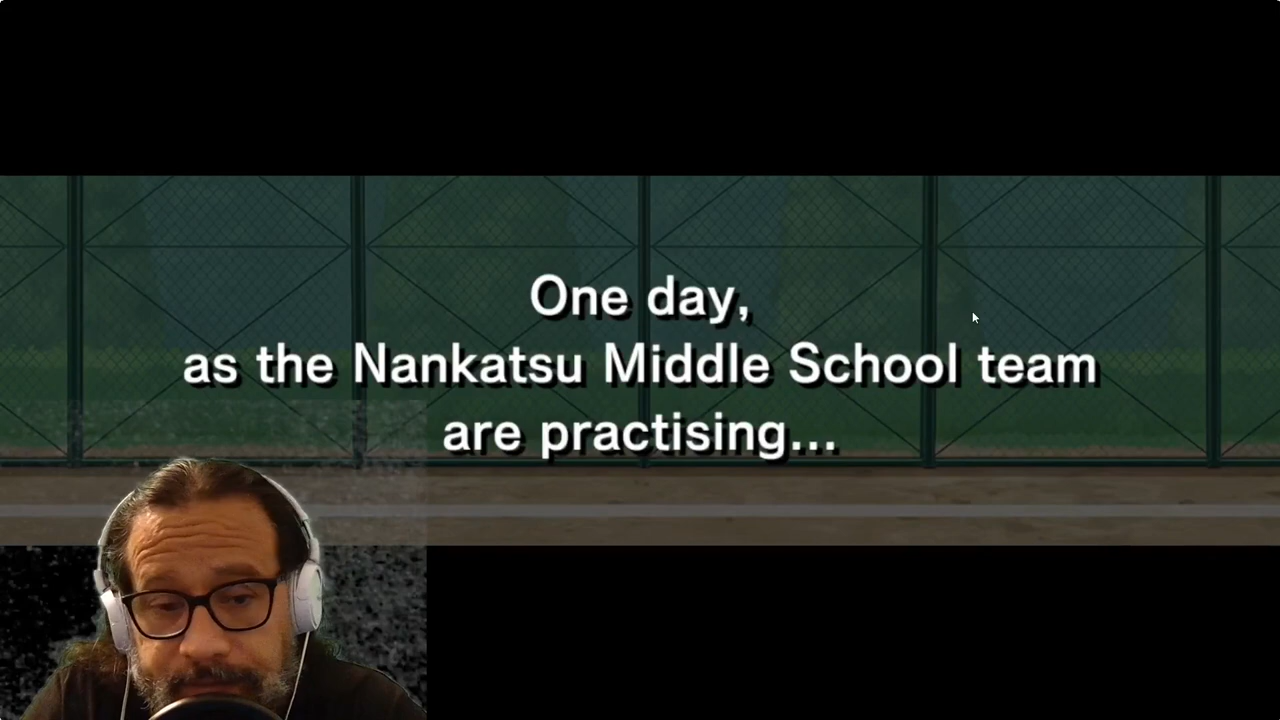 One day,
as the Nankatsu Middle School team
are practising...